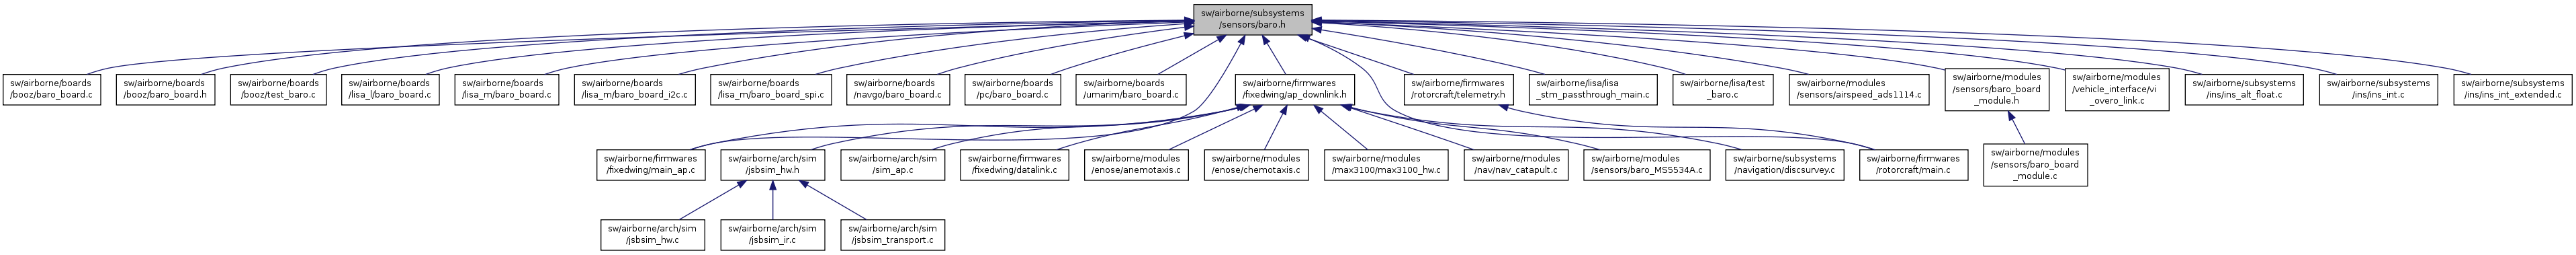 sw/airborne/subsystems
/sensors/baro.h
sw/airborne/boards
/booz/baro_board.c
sw/airborne/boards
/booz/baro_board.h
sw/airborne/boards
/booz/test_baro.c
sw/airborne/boards
/lisa_l/baro_board.c
sw/airborne/boards
/lisa_m/baro_board.c
sw/airborne/boards
/lisa_m/baro_board_i2c.c
sw/airborne/boards
/lisa_m/baro_board_spi.c
sw/airborne/boards
/navgo/baro_board.c
sw/airborne/boards
/pc/baro_board.c
sw/airborne/boards
/umarim/baro_board.c
sw/airborne/firmwares
/fixedwing/ap_downlink.h
sw/airborne/firmwares
/rotorcraft/telemetry.h
sw/airborne/lisa/lisa
_stm_passthrough_main.c
sw/airborne/lisa/test
_baro.c
sw/airborne/modules
/sensors/airspeed_ads1114.c
sw/airborne/modules
/sensors/baro_board
_module.h
sw/airborne/modules
/vehicle_interface/vi
_overo_link.c
sw/airborne/subsystems
/ins/ins_alt_float.c
sw/airborne/subsystems
/ins/ins_int.c
sw/airborne/subsystems
/ins/ins_int_extended.c
sw/airborne/firmwares
/fixedwing/main_ap.c
sw/airborne/arch/sim
/jsbsim_hw.h
sw/airborne/arch/sim
/sim_ap.c
sw/airborne/firmwares
/fixedwing/datalink.c
sw/airborne/modules
/enose/anemotaxis.c
sw/airborne/modules
/enose/chemotaxis.c
sw/airborne/modules
/max3100/max3100_hw.c
sw/airborne/modules
/nav/nav_catapult.c
sw/airborne/modules
/sensors/baro_MS5534A.c
sw/airborne/subsystems
/navigation/discsurvey.c
sw/airborne/firmwares
/rotorcraft/main.c
sw/airborne/modules
/sensors/baro_board
_module.c
sw/airborne/arch/sim
/jsbsim_hw.c
sw/airborne/arch/sim
/jsbsim_ir.c
sw/airborne/arch/sim
/jsbsim_transport.c